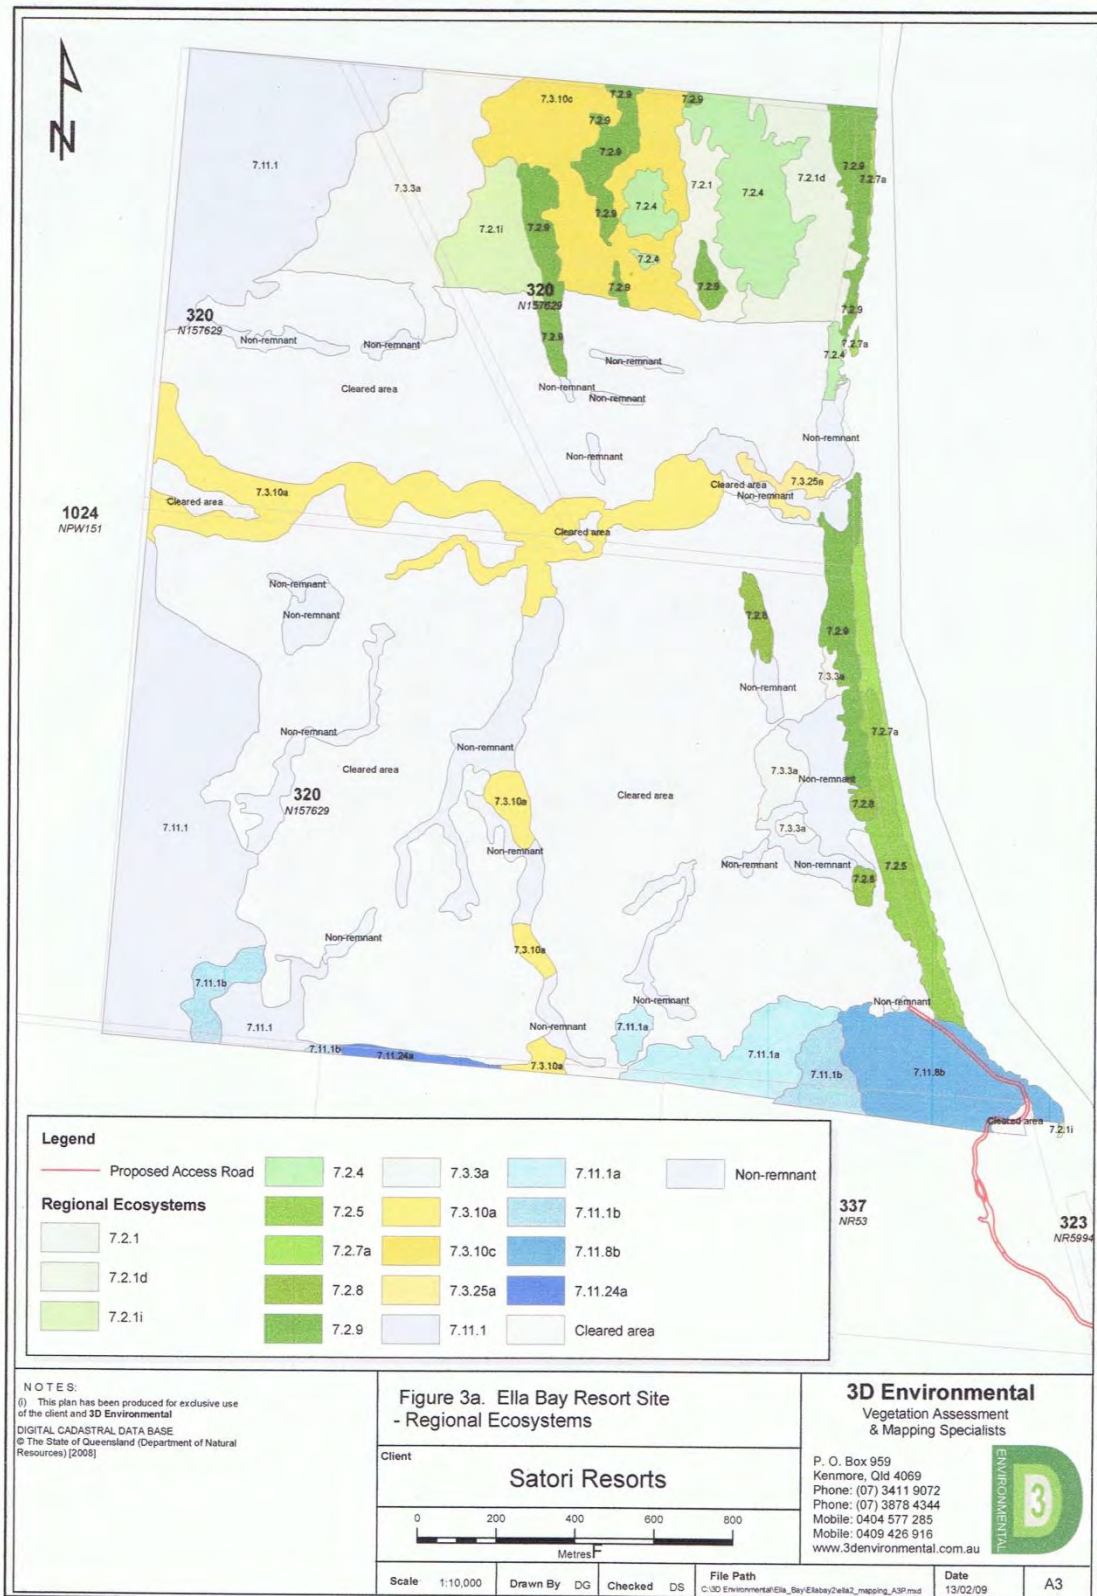 N
7.11.1
7.3.3a
7.3.10c
7.2.9
7.2.9
7.2.9
7.2.9
7.2.4
7.2.1
7.2.4
7.2.1d
7.2.9
7.2.7a
7.2.1i
7.2.9
7.2.9
7.2.4
7.2.9
7.2.9
320
N157629
320
N157629
7.2.9
7.2.9
7.2.7a
7.2.4
Non-remnant
Non-remnant
Non-remnant
Cleared area
Non-remnant
Non-remnant
Non-remnant
Non-remnant
7.3.10a
Cleared area
Cleared area
Non-remnant
7.3.25a
1024
NPW151
Cleared area
Non-remnant
Non-remnant
7.2.8
7.2.9
7.3.3a
Non-remnant
Non-remnant
7.2.7a
Non-remnant
Cleared area
320
N157629
7.3.3a
Non-remnant
Cleared area
7.3.10a
7.2.8
7.3.3a
7.11.1
Non-remnant
Non-remnant
Non-remnant
7.2.5
7.2.8
Non-remnant
7.3.10a
7.11.1b
Non-remnant
Non-remnant
7.11.1
Non-remnant
7.11.1a
7.11.1b
7.11.24a
7.3.10a
7.11.1a
7.11.1b
7.11.8b
Cleared area
7.2.1i
Legend
Proposed Access Road
Regional Ecosystems
7.2.1
7.2.1d
7.2.1i
7.2.4
7.2.5
7.2.7a
7.2.8
7.2.9
7.3.3a
7.3.10a
7.3.10c
7.3.25a
7.11.1
7.11.1a
7.11.1b
7.11.8b
7.11.24a
Cleared area
Non-remnant
337
NR53
323
NR5994
NOTES:
(i) This plan has been produced for exclusive use
of the client and 3D Environmental
DIGITAL CADASTRAL DATA BASE
© The State of Queensland (Department of Natural
Resources) [2008]
Figure 3a. Ella Bay Resort Site
- Regional Ecosystems
Client
Satori Resorts
0 200 400 600 800
Metres
Scale 1:10,000
Drawn By DG
Checked DS
File Path
C:\3D Environmental\Ella_Bay\Ellabay2\ella2_mapping_A3P.mxd
Date
13/02/09
A3
3D Environmental
Vegetation Assessment
& Mapping Specialists
P. O. Box 959
Kenmore, Qld 4069
Phone: (07) 3411 9072
Phone: (07) 3878 4344
Mobile: 0404 577 285
Mobile: 0409 426 916
www.3denvironmental.com.au
ENVIRONMENTAL
3